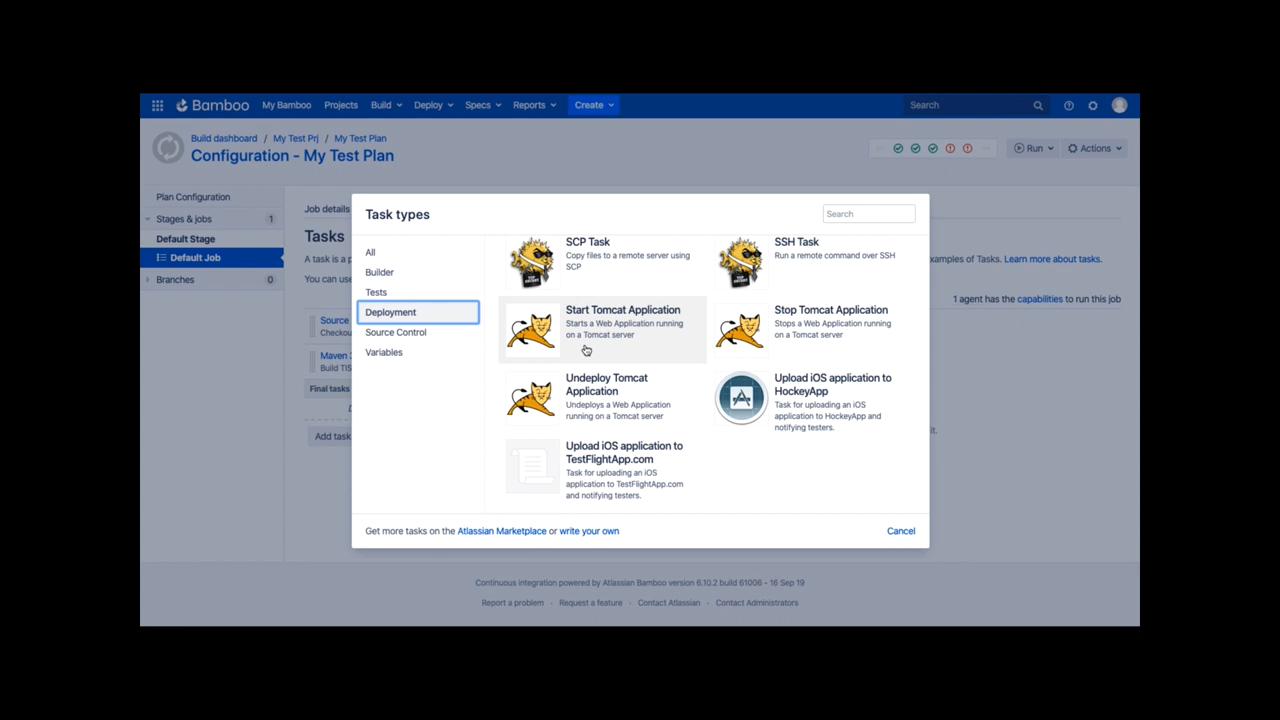 Bamboo My Bamboo Projects Build Deploy Specs Reports Create Search
Build dashboard / My Test Prj / My Test Plan
Configuration - My Test Plan
Run Actions
Plan Configuration
Stages & jobs 1
Default Stage
Default Job
Branches 0
Job details
Tasks
A task is a p
xamples of Tasks. Learn more about tasks.
You can use
1 agent has the capabilities to run this job
Source
Checkou
Maven
Build TIS
Final tasks
Add task
it.
Task types
Search
All
Builder
Tests
Deployment
Source Control
Variables
SCP Task
Copy files to a remote server using
SCP
SSH Task
Run a remote command over SSH
Start Tomcat Application
Starts a Web Application running
on a Tomcat server
Stop Tomcat Application
Stops a Web Application running
on a Tomcat server
Undeploy Tomcat
Application
Undeploys a Web Application
running on a Tomcat server
Upload iOS application to
HockeyApp
Task for uploading an iOS
application to HockeyApp and
notifying testers.
Upload iOS application to
TestFlightApp.com
Task for uploading an iOS
application to TestFlightApp.com
and notifying testers.
Get more tasks on the Atlassian Marketplace or write your own
Cancel
Continuous integration powered by Atlassian Bamboo version 6.10.2 build 61006 - 16 Sep 19
Report a problem · Request a feature · Contact Atlassian · Contact Administrators